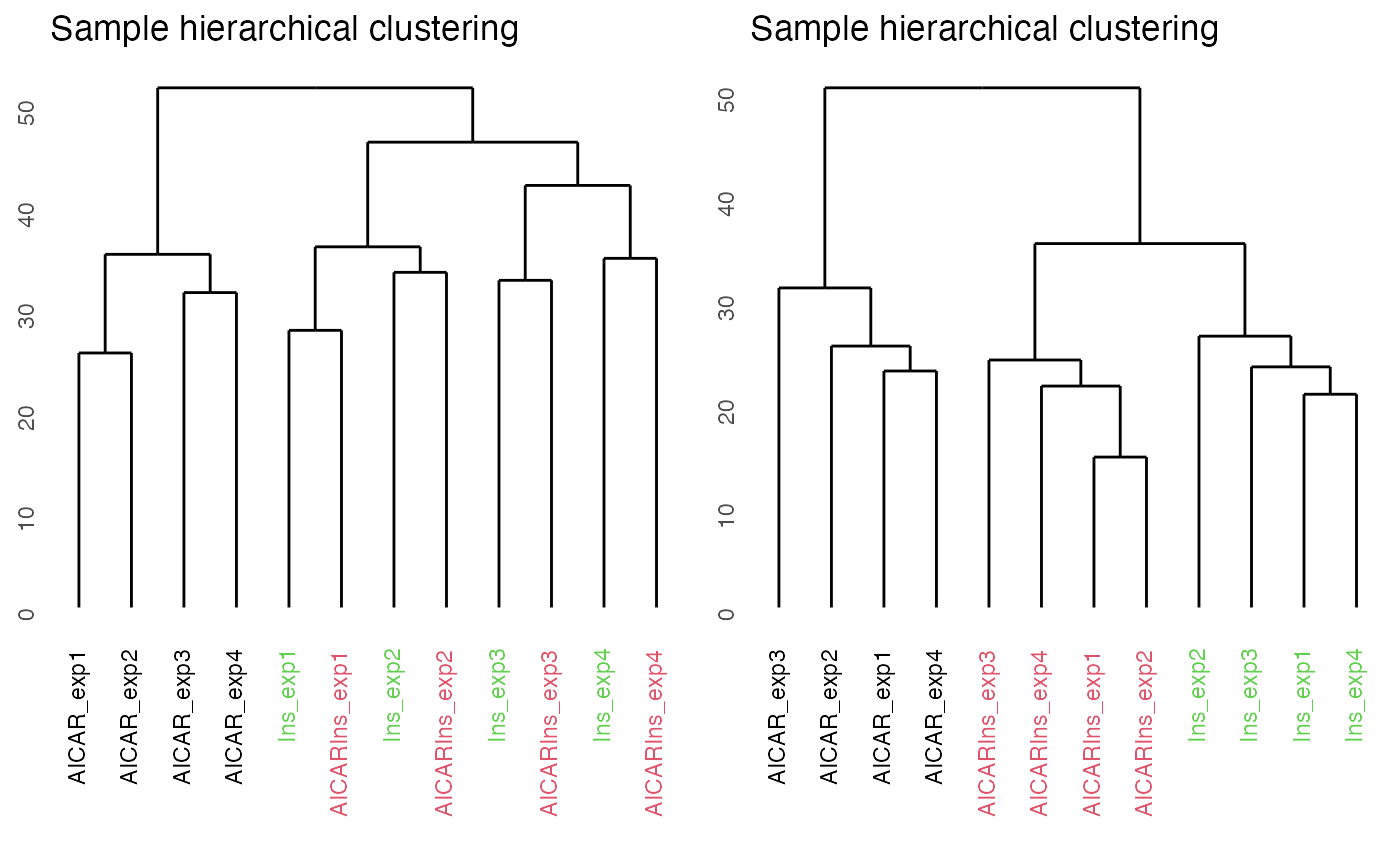 Sample hierarchical clustering
50
40
30
20
10
0
AICAR_exp1
AICAR_exp2
AICAR_exp3
AICAR_exp4
Ins_exp1
AICARIns_exp1
Ins_exp2
AICARIns_exp2
Ins_exp3
AICARIns_exp3
Ins_exp4
AICARIns_exp4
Sample hierarchical clustering
50
40
30
20
10
0
AICAR_exp3
AICAR_exp2
AICAR_exp1
AICAR_exp4
AICARIns_exp3
AICARIns_exp4
AICARIns_exp1
AICARIns_exp2
Ins_exp2
Ins_exp3
Ins_exp1
Ins_exp4